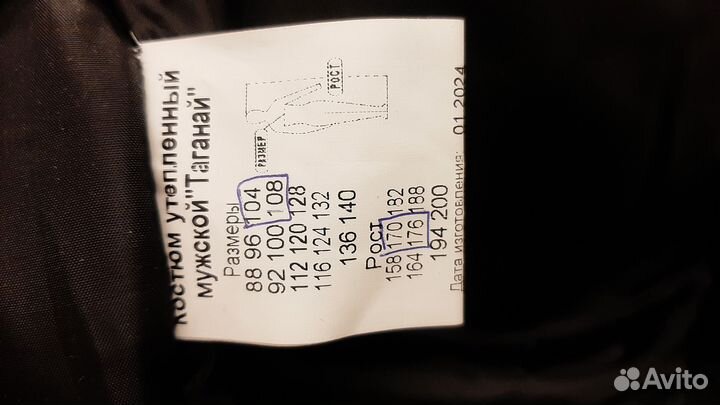 Костюм утепленный
мужской "Таганай"
РОСТ
РАЗМЕР
Размеры
88 96 104
92 100 108
112 120 128
116 124 132
136 140
Рост
158 170 182
164 176 188
194 200
Дата изготовления: 01 2024
Avito